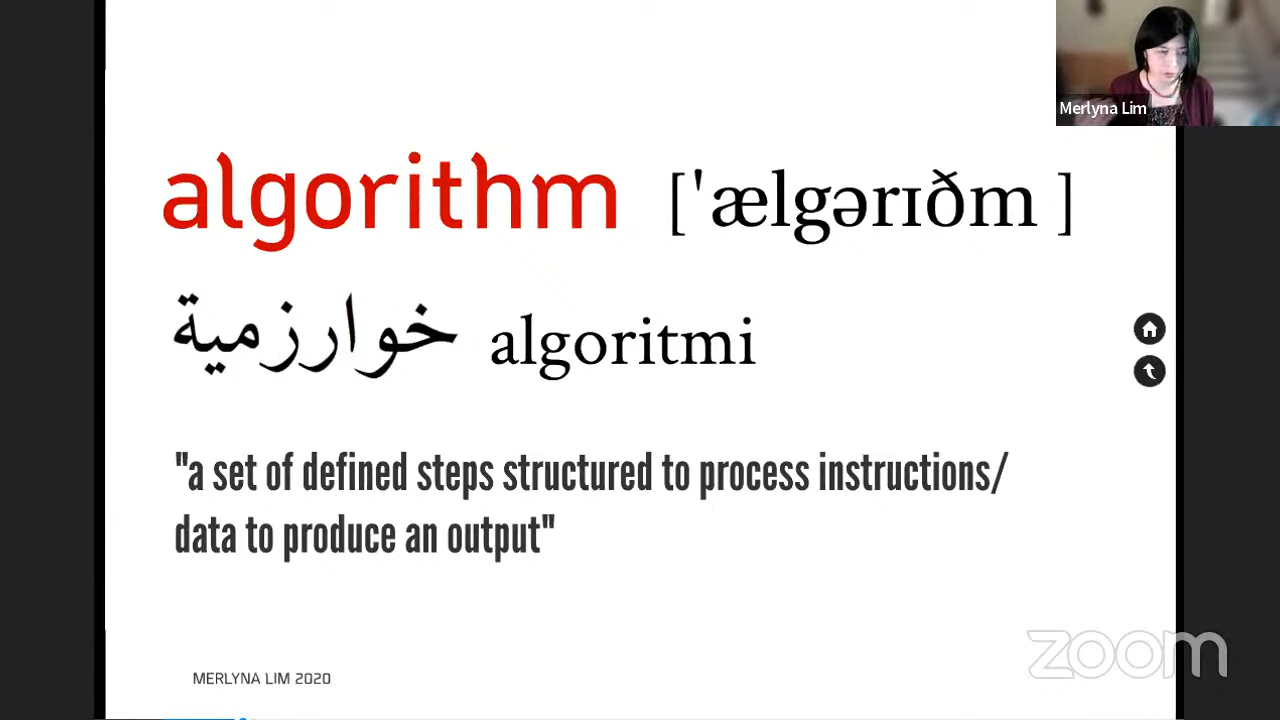 Merlyna Lim
algorithm [ˈælgərɪðm ]
خوارزمية algoritmi
"a set of defined steps structured to process instructions/
data to produce an output"
MERLYNA LIM 2020
zoom